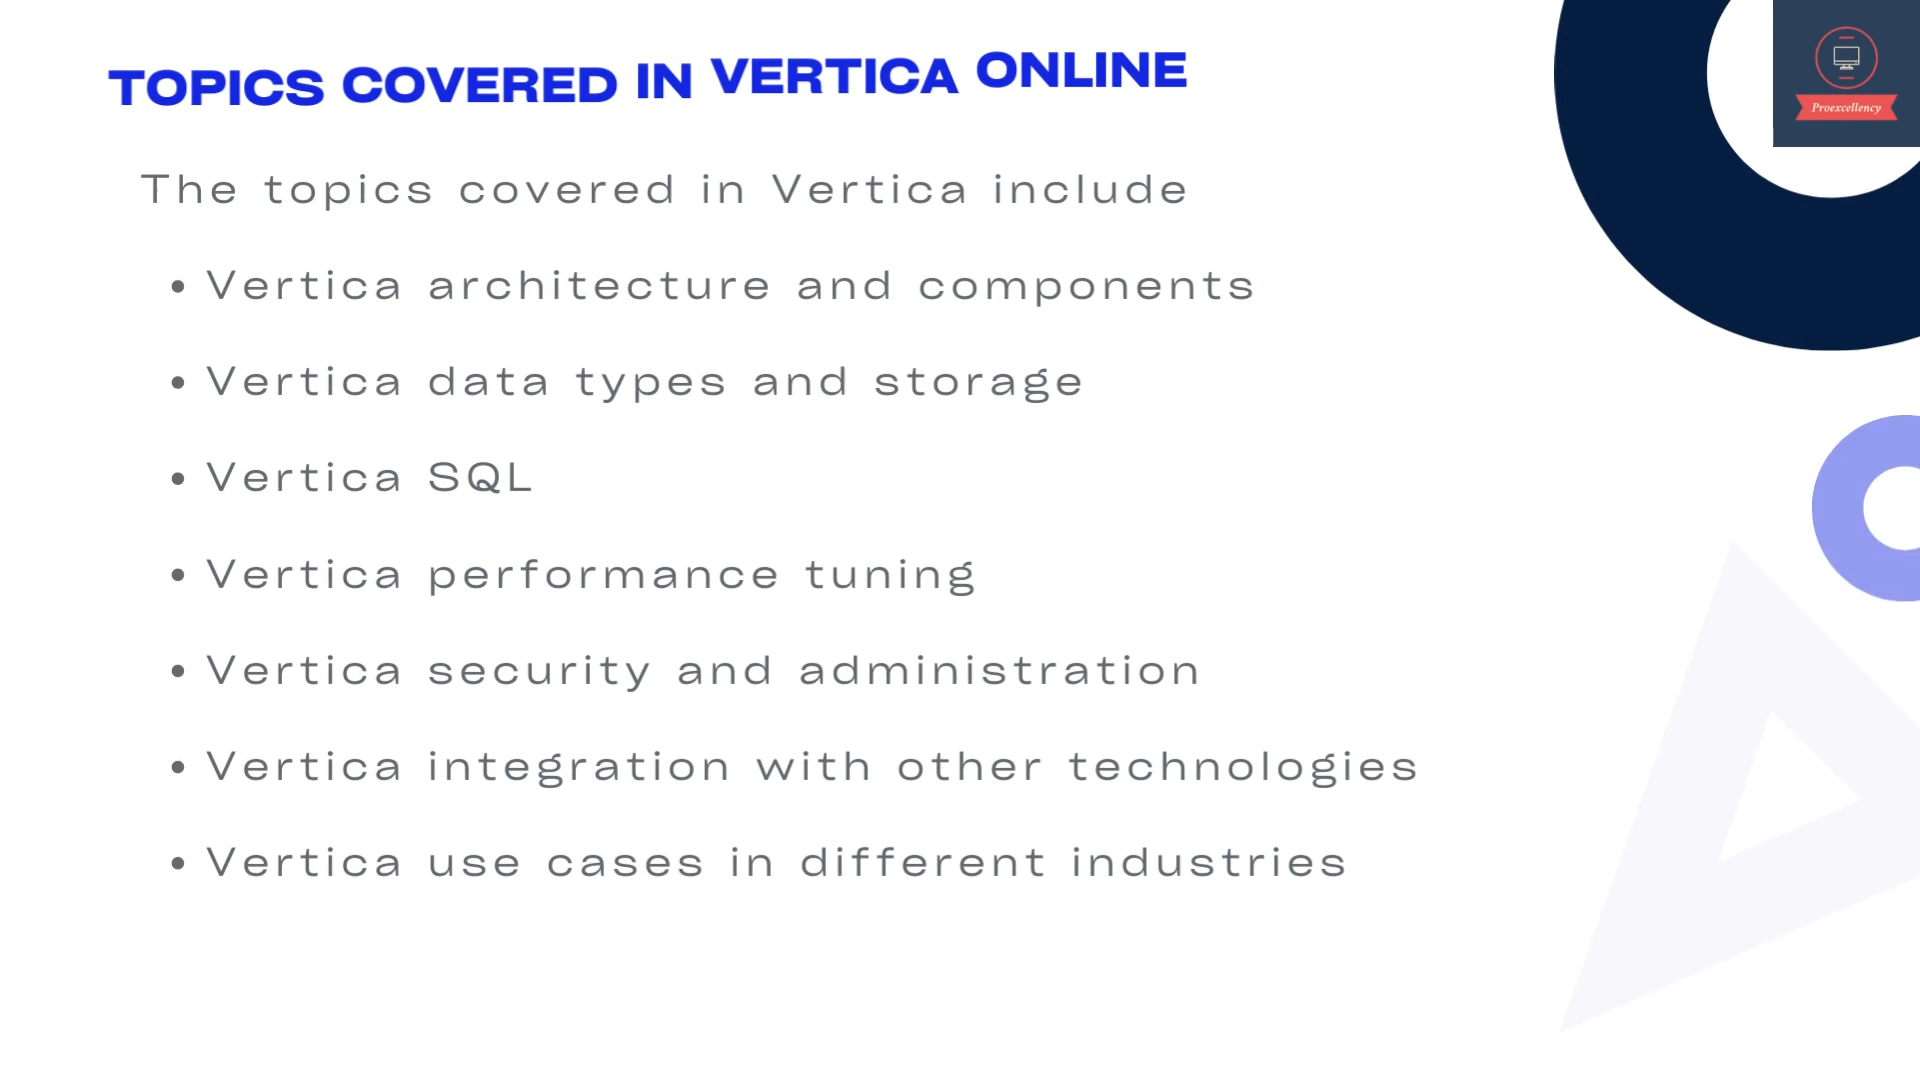 TOPICS COVERED IN VERTICA ONLINE
Proexcellency
The topics covered in Vertica include
• Vertica architecture and components
• Vertica data types and storage
• Vertica SQL
• Vertica performance tuning
• Vertica security and administration
• Vertica integration with other technologies
• Vertica use cases in different industries